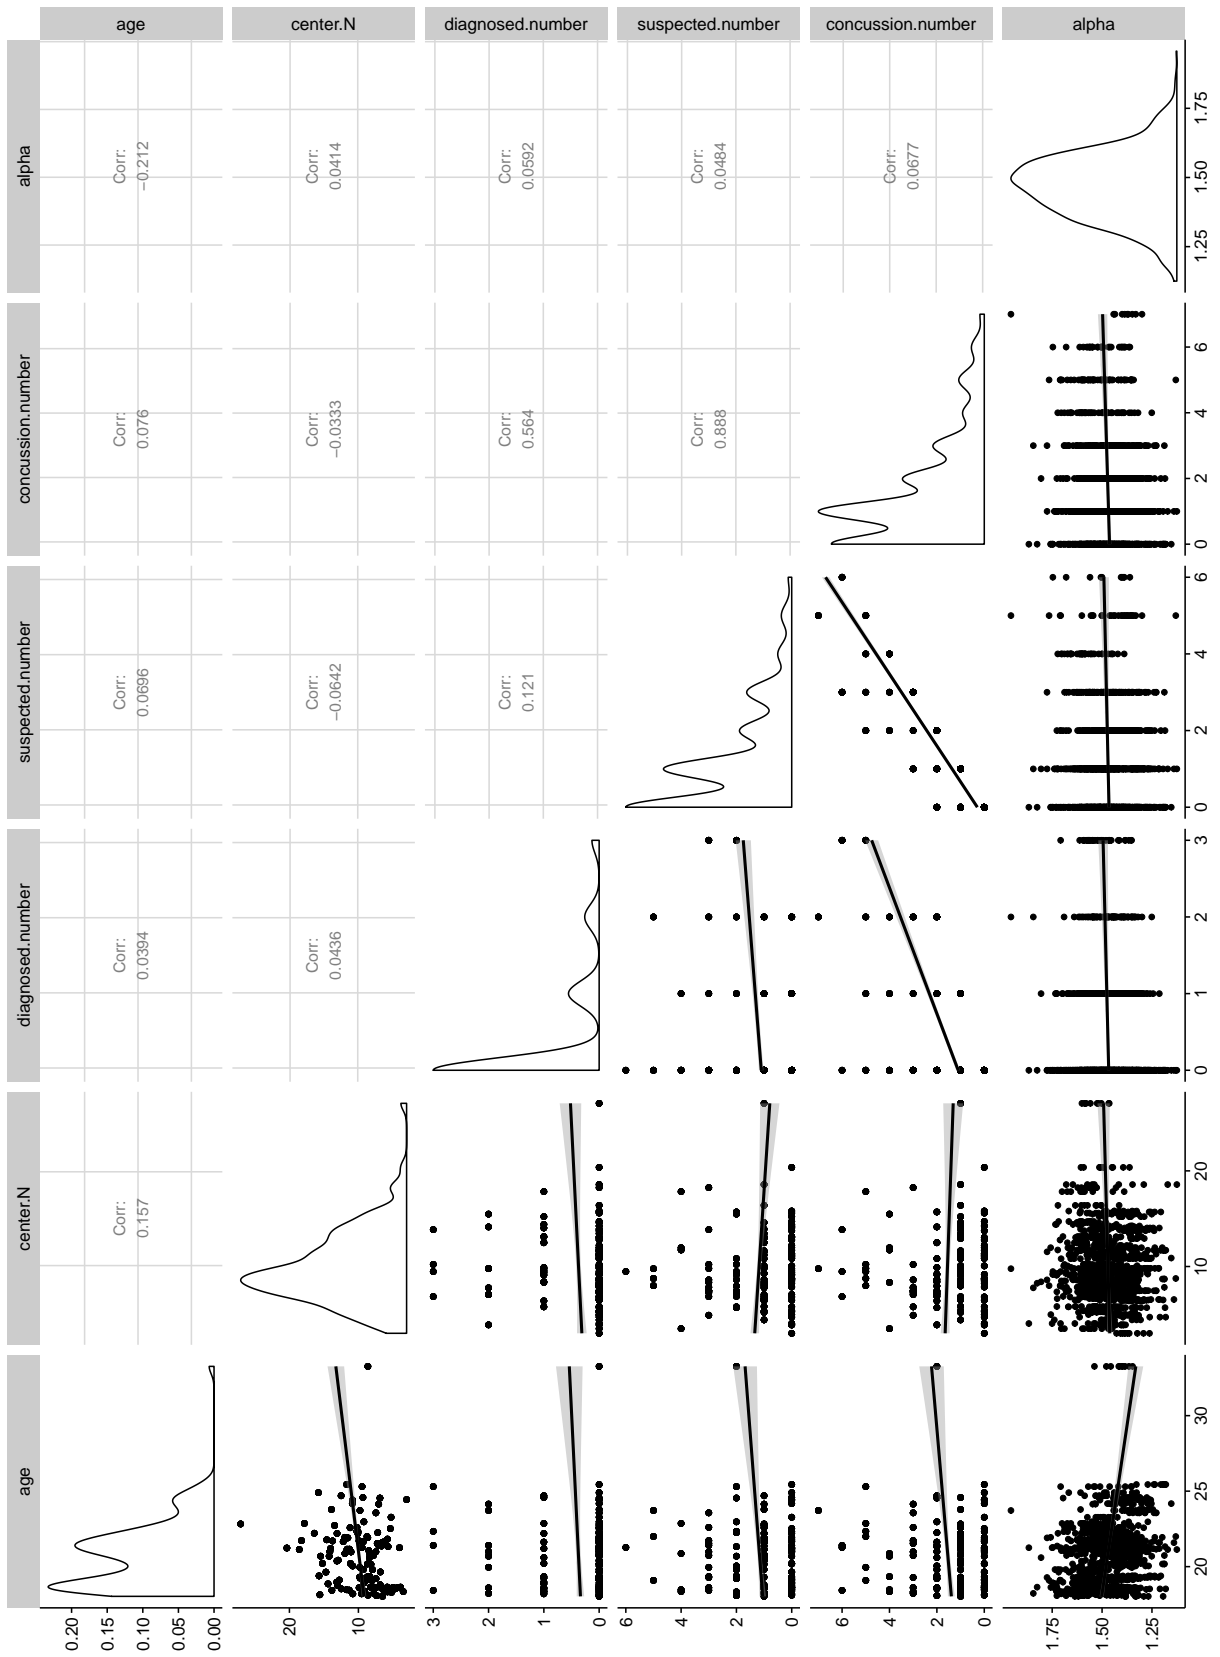 age
center.N
diagnosed.number
suspected.number
concussion.number
alpha
0.20
0.15
0.10
0.05
0.00
Corr:
0.157
Corr:
0.0394
Corr:
0.0696
Corr:
0.076
Corr:
−0.212
age
20
10
Corr:
0.0436
Corr:
−0.0642
Corr:
−0.0333
Corr:
0.0414
center.N
3
2
1
0
Corr:
0.121
Corr:
0.564
Corr:
0.0592
diagnosed.number
6
4
2
0
Corr:
0.888
Corr:
0.0484
suspected.number
6
4
2
0
Corr:
0.0677
concussion.number
1.75
1.50
1.25
alpha
20 25 30
10 20
0 1 2 3
0 2 4 6
0 2 4 6
1.25 1.50 1.75